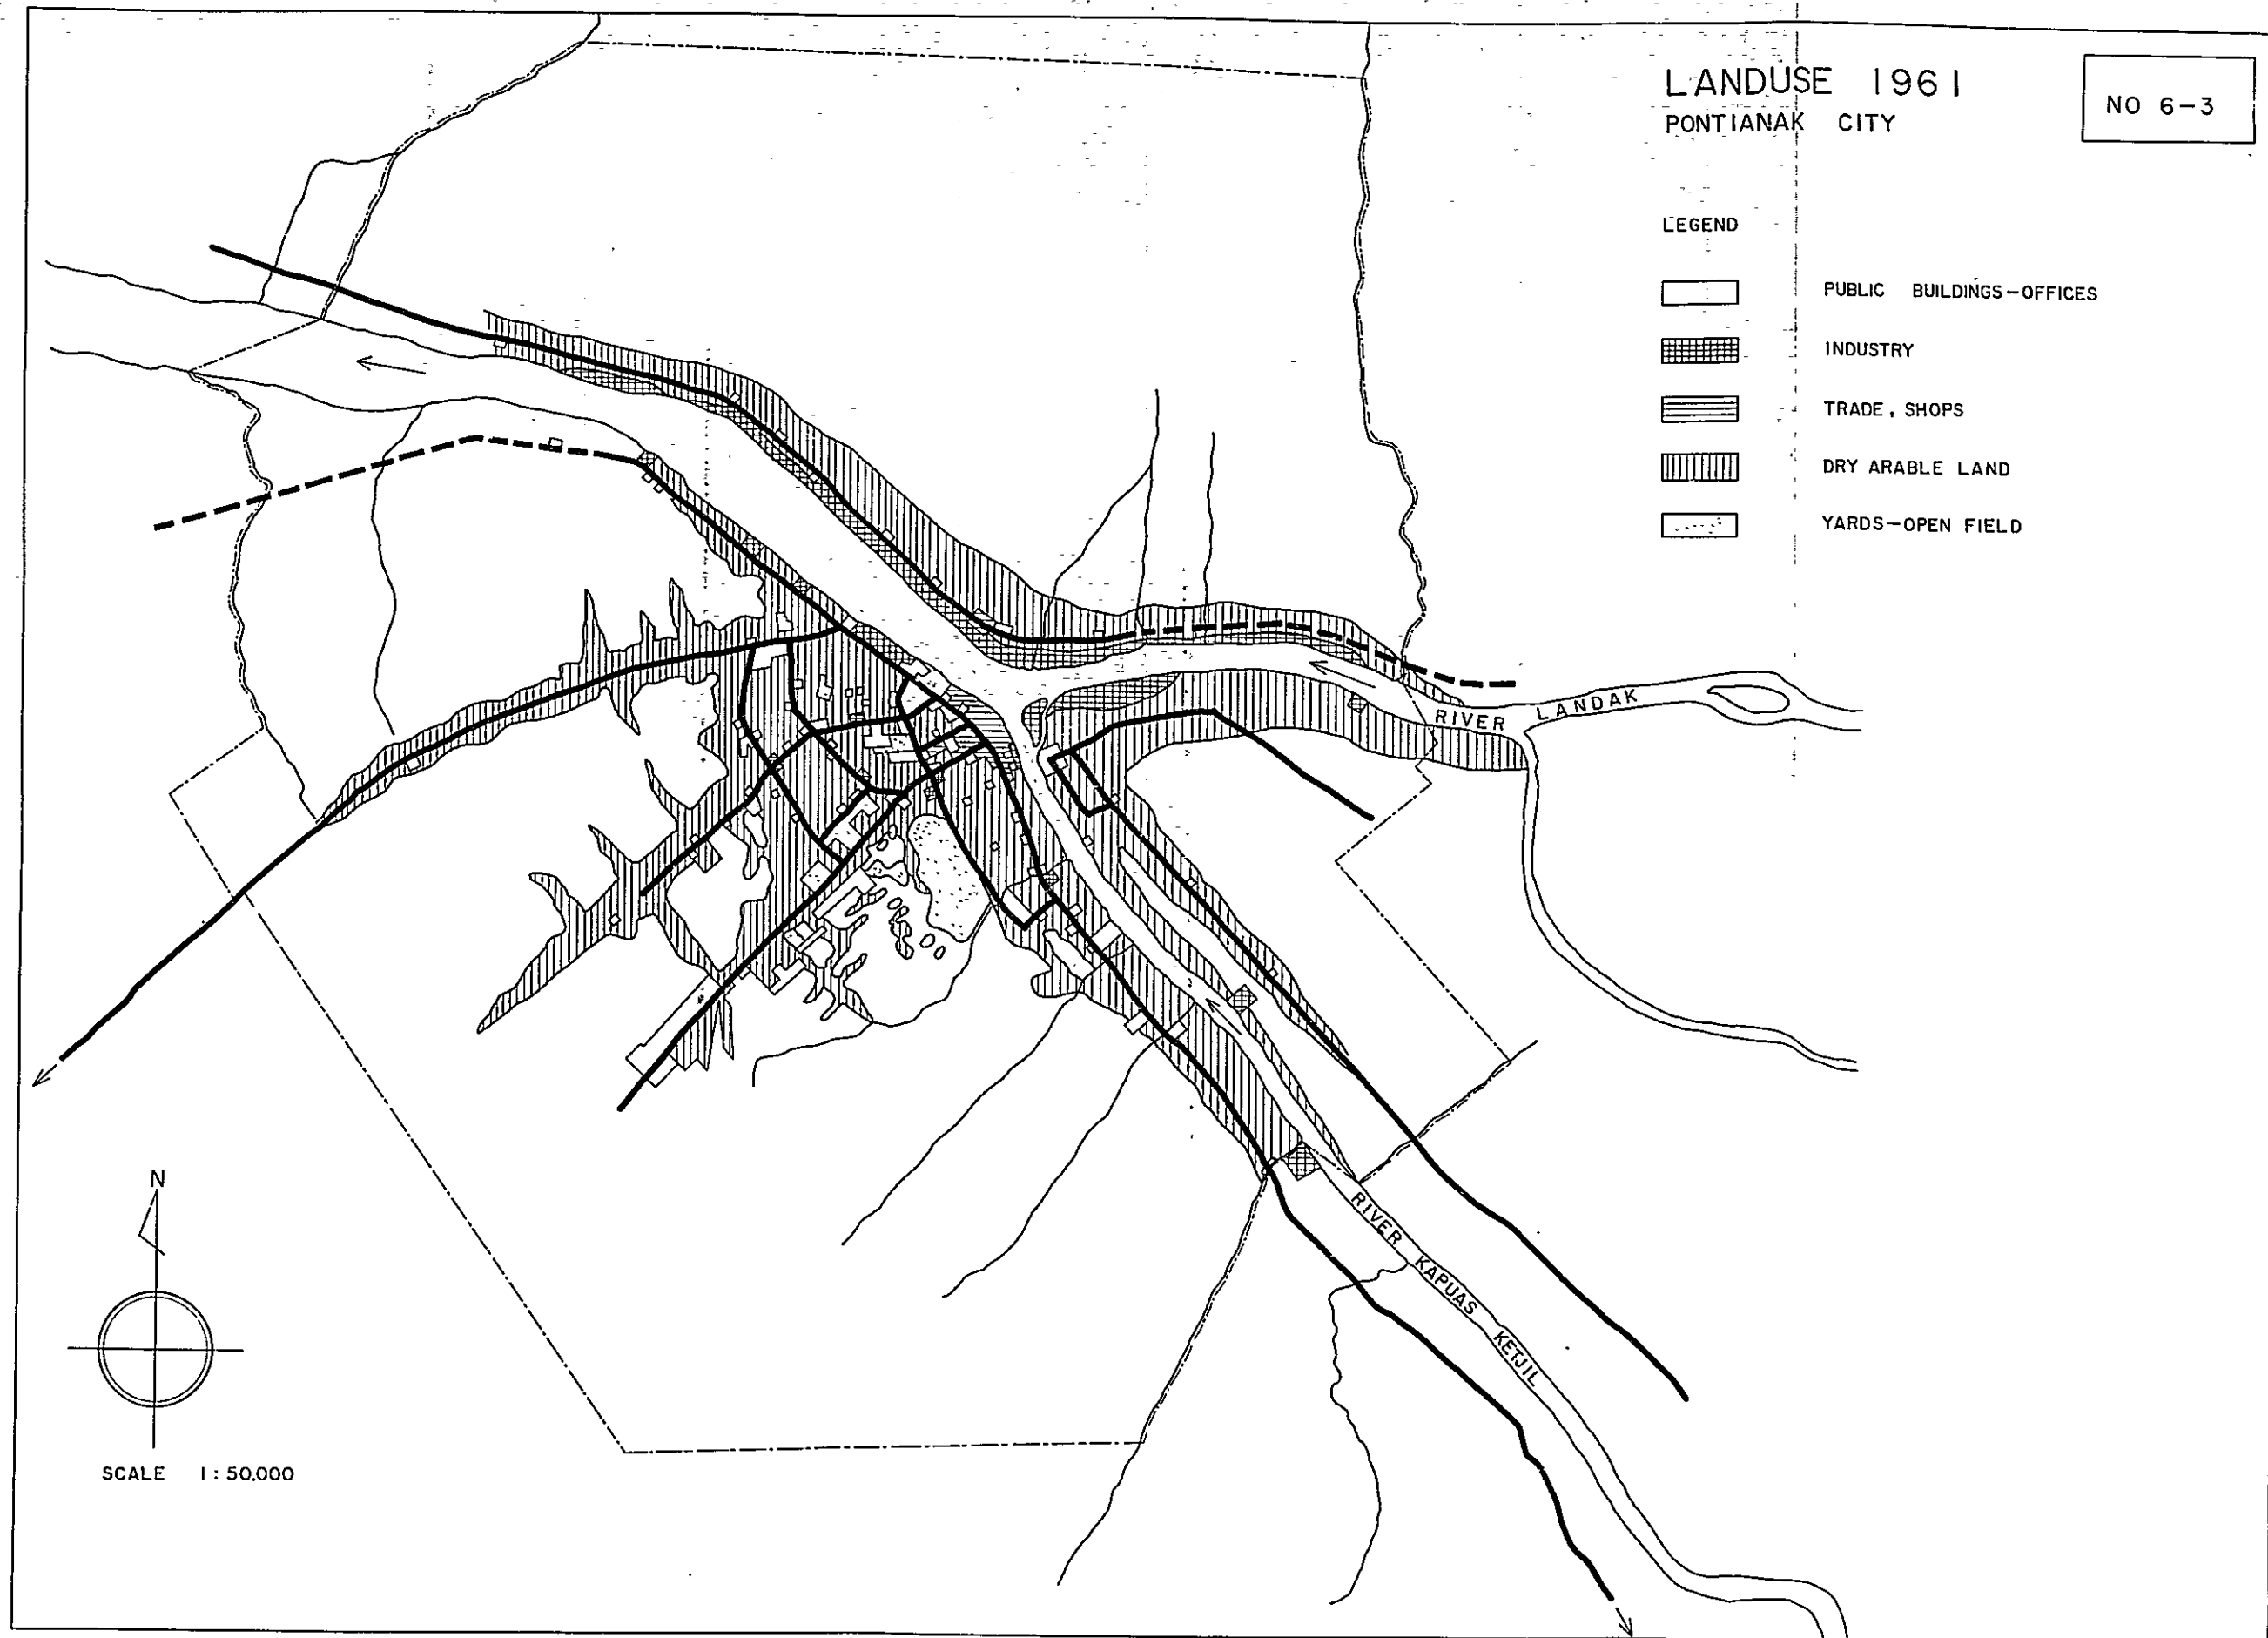 LANDUSE 1961
PONTIANAK CITY
NO 6-3
LEGEND
PUBLIC BUILDINGS-OFFICES
INDUSTRY
TRADE, SHOPS
DRY ARABLE LAND
YARDS-OPEN FIELD
RIVER LANDAK
RIVER KAPUAS KETJIL
N
SCALE 1:50.000